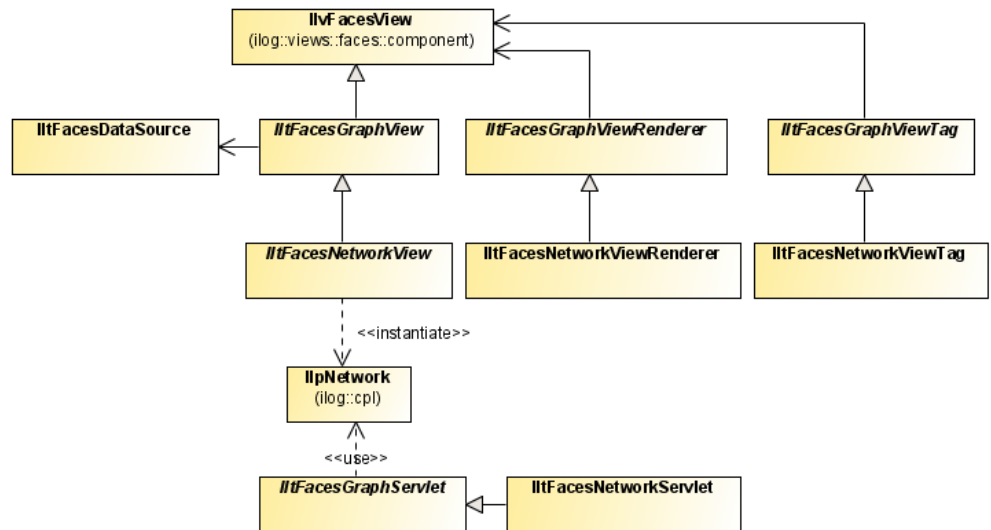 IlvFacesView
(ilog::views::faces::component)
IltFacesDataSource
IltFacesGraphView
IltFacesGraphViewRenderer
IltFacesGraphViewTag
IltFacesNetworkView
IltFacesNetworkViewRenderer
IltFacesNetworkViewTag
<<instantiate>>
IlpNetwork
(ilog::cpl)
<<use>>
IltFacesGraphServlet
IltFacesNetworkServlet